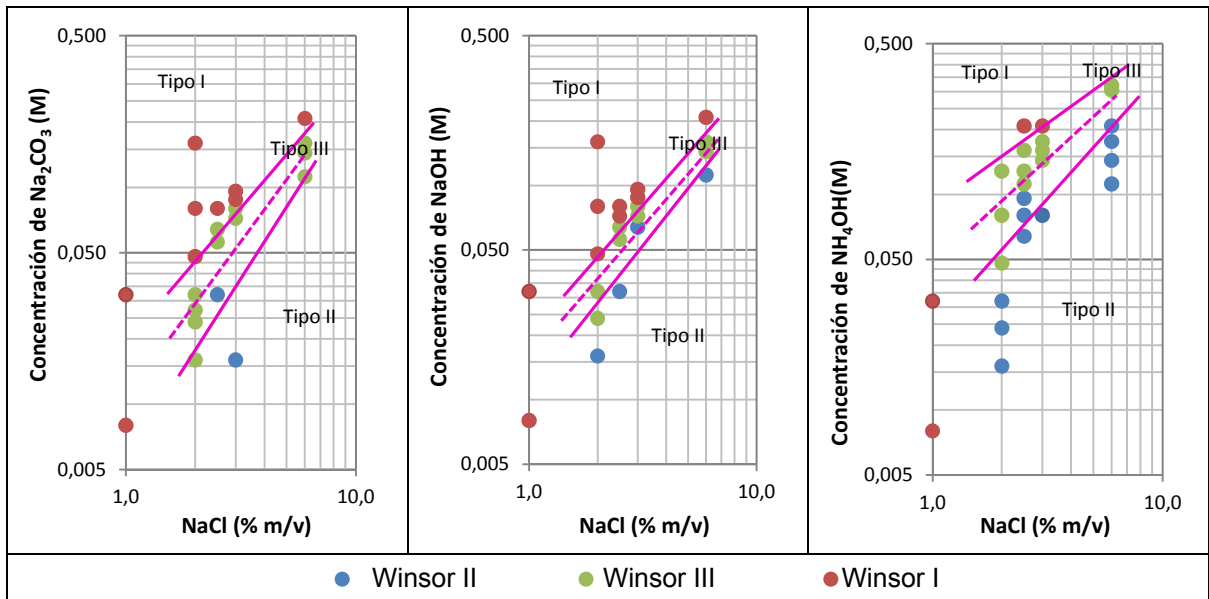 0,500
Concentración de Na₂CO₃ (M)
Tipo I
Tipo III
0,050
Tipo II
0,005
1,0 10,0
NaCl (% m/v)
0,500
Concentración de NaOH (M)
Tipo I
Tipo III
0,050
Tipo II
0,005
1,0 10,0
NaCl (% m/v)
0,500
Concentración de NH₄OH(M)
Tipo I Tipo III
0,050
Tipo II
0,005
1,0 10,0
NaCl (% m/v)
Winsor II Winsor III Winsor I